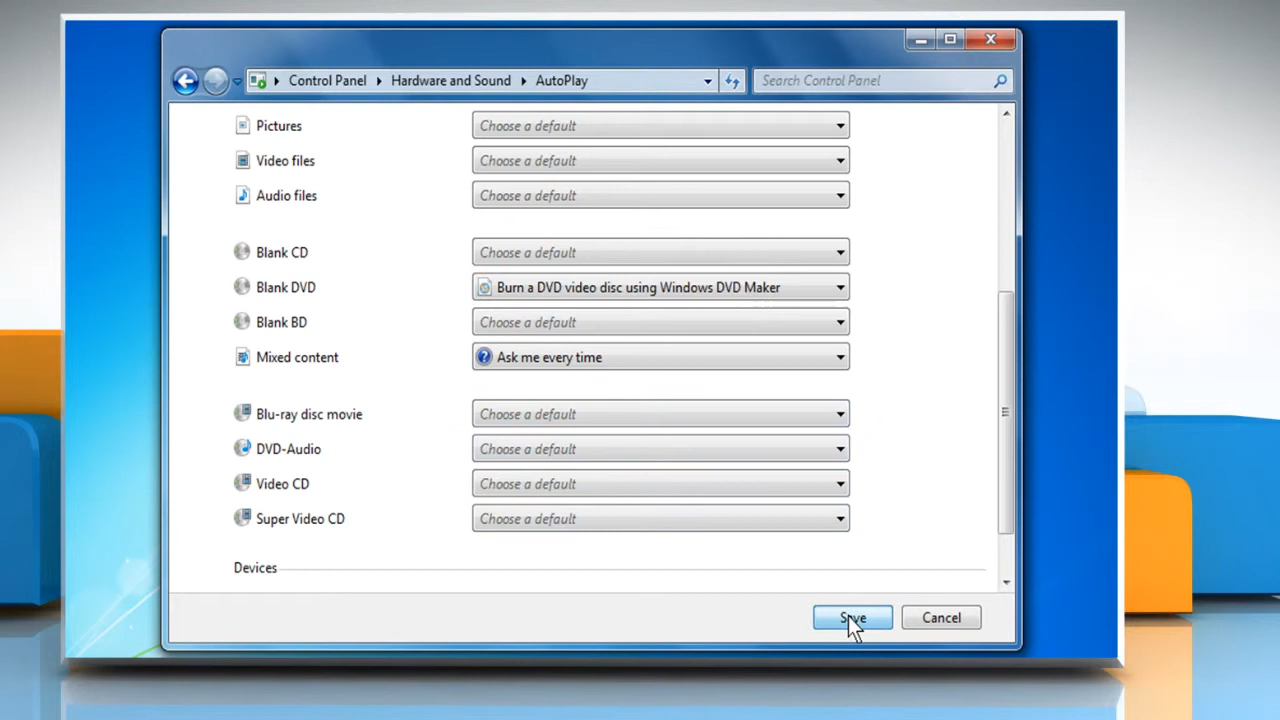 Control Panel Hardware and Sound AutoPlay Search Control Panel
Pictures Choose a default
Video files Choose a default
Audio files Choose a default
Blank CD Choose a default
Blank DVD Burn a DVD video disc using Windows DVD Maker
Blank BD Choose a default
Mixed content Ask me every time
Blu-ray disc movie Choose a default
DVD-Audio Choose a default
Video CD Choose a default
Super Video CD Choose a default
Devices
Save Cancel